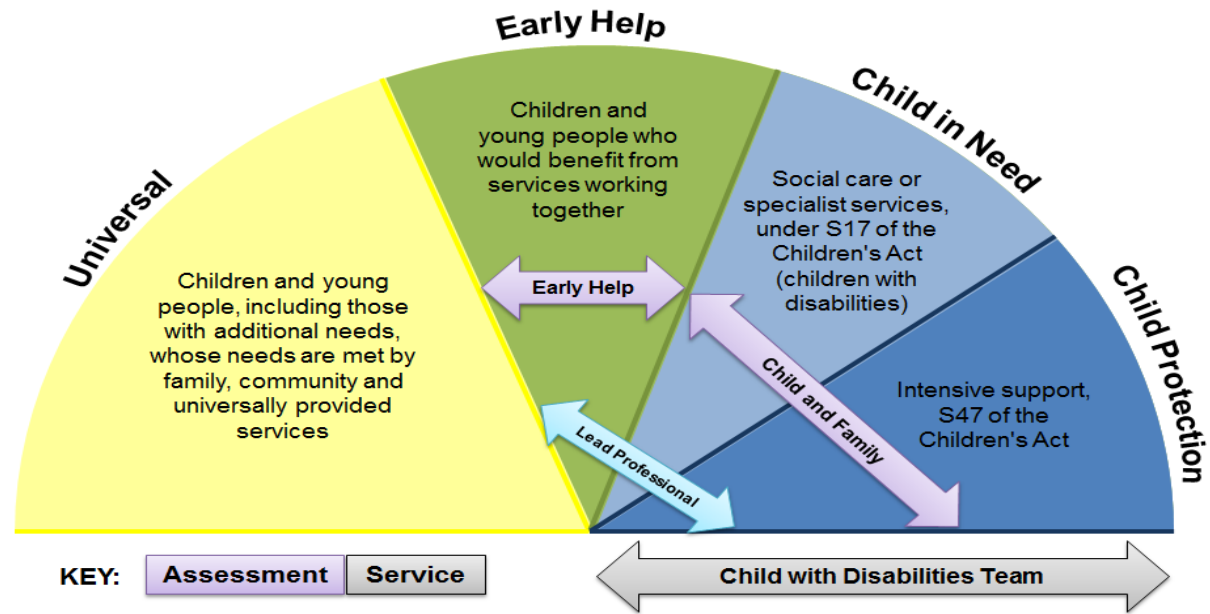 Early Help
Child in Need
Universal
Child Protection
Children and
young people who
would benefit from
services working
together
Social care or
specialist services,
under S17 of the
Children's Act
(children with
disabilities)
Children and young
people, including those
with additional needs,
whose needs are met by
family, community and
universally provided
services
Early Help
Child and Family
Intensive support,
S47 of the
Children's Act
Lead Professional
KEY: Assessment Service
Child with Disabilities Team